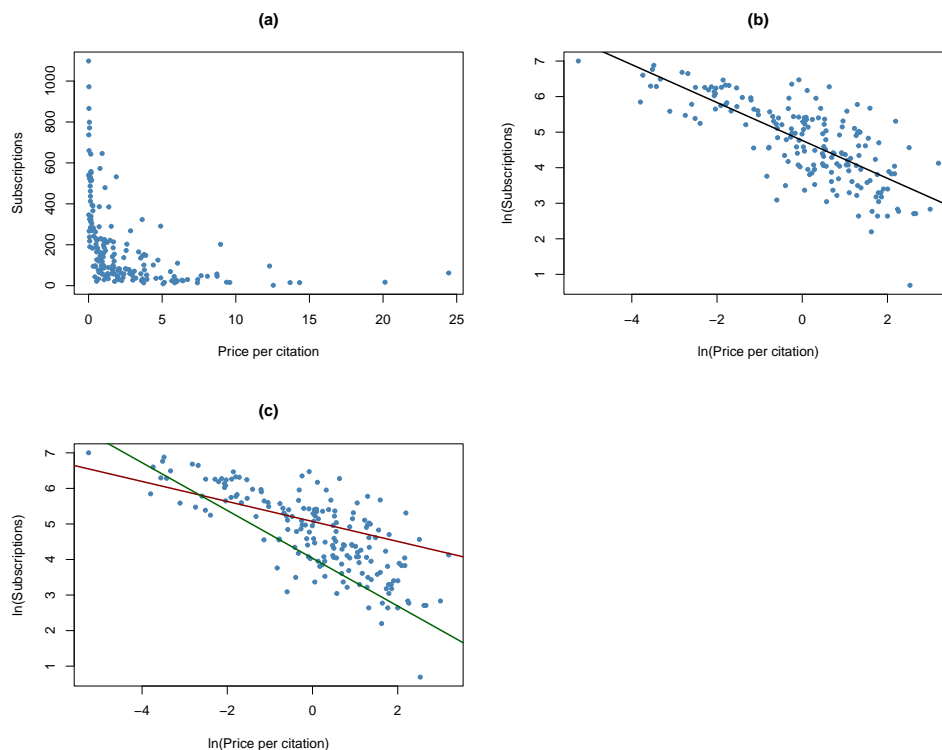 (a)
Subscriptions
1000
800
600
400
200
0
0 5 10 15 20 25
Price per citation
(b)
ln(Subscriptions)
7
6
5
4
3
2
1
−4 −2 0 2
ln(Price per citation)
(c)
ln(Subscriptions)
7
6
5
4
3
2
1
−4 −2 0 2
ln(Price per citation)